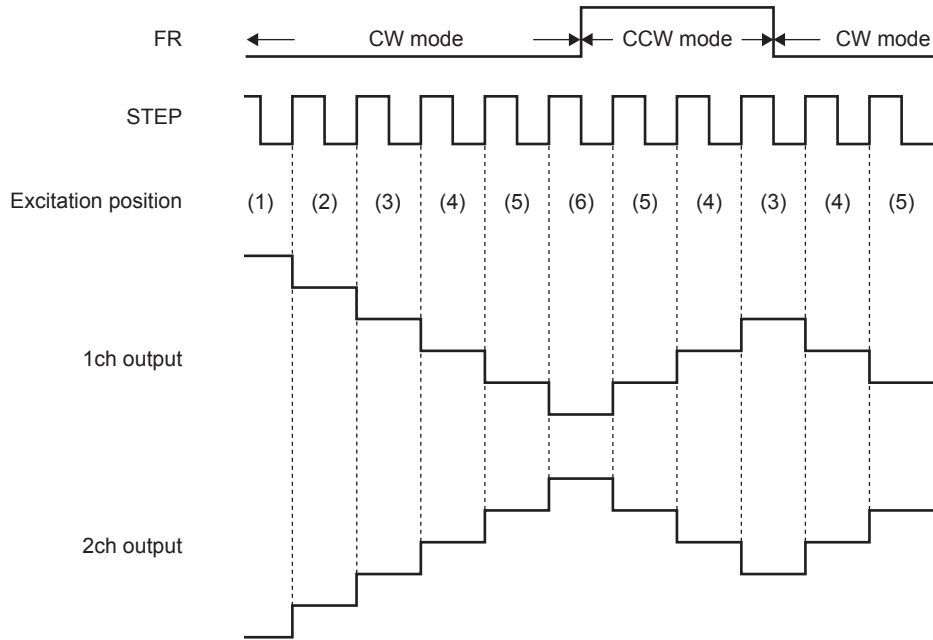 FR CW mode CCW mode CW mode
STEP
Excitation position (1) (2) (3) (4) (5) (6) (5) (4) (3) (4) (5)
1ch output
2ch output